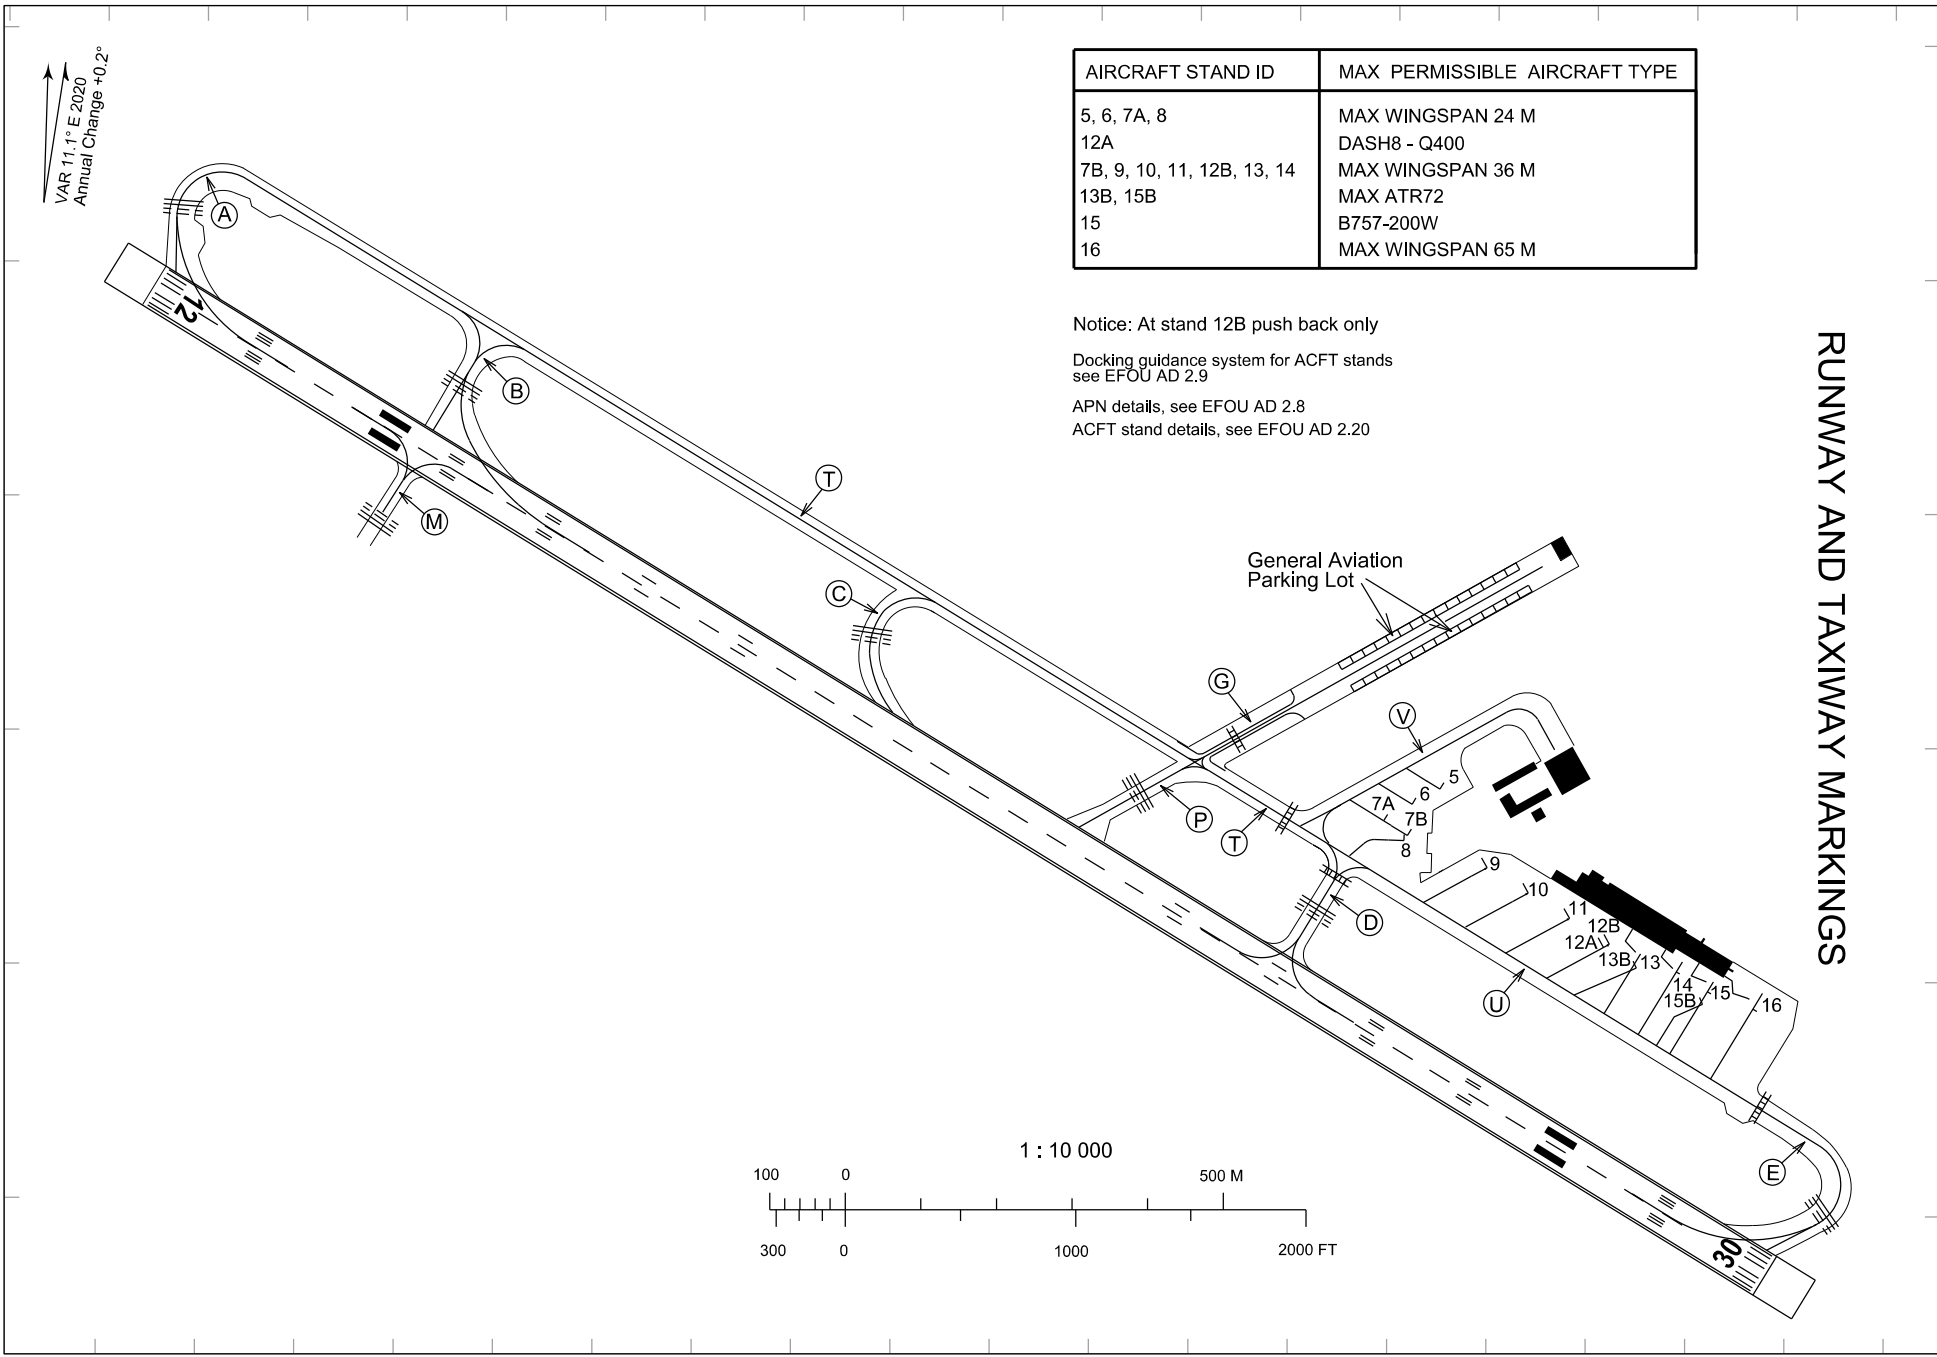 VAR 11.1° E 2020
Annual Change +0.2°
AIRCRAFT STAND ID
MAX PERMISSIBLE AIRCRAFT TYPE
5, 6, 7A, 8
MAX WINGSPAN 24 M
12A
DASH8 - Q400
7B, 9, 10, 11, 12B, 13, 14
MAX WINGSPAN 36 M
13B, 15B
MAX ATR72
15
B757-200W
16
MAX WINGSPAN 65 M
Notice: At stand 12B push back only
Docking guidance system for ACFT stands
see EFOU AD 2.9
APN details, see EFOU AD 2.8
ACFT stand details, see EFOU AD 2.20
RUNWAY AND TAXIWAY MARKINGS
A
12
B
M
T
C
General Aviation
Parking Lot
G
V
P
T
5
6
7A
7B
8
D
9
10
11
12B
12A
13B
13
14
15B
15
16
U
E
30
1 : 10 000
100
0
500 M
300
0
1000
2000 FT